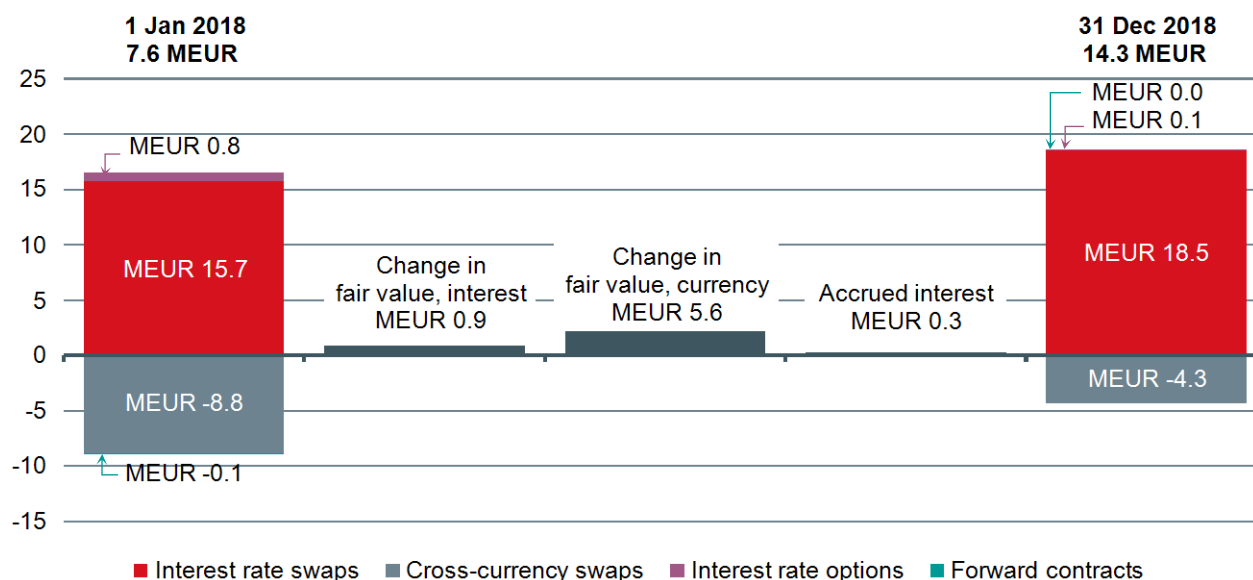 1 Jan 2018
7.6 MEUR
31 Dec 2018
14.3 MEUR
25
20
15
10
5
0
-5
-10
-15
MEUR 0.8
MEUR 15.7
MEUR -8.8
MEUR -0.1
Change in
fair value, interest
MEUR 0.9
Change in
fair value, currency
MEUR 5.6
Accrued interest
MEUR 0.3
MEUR 0.0
MEUR 0.1
MEUR 18.5
MEUR -4.3
Interest rate swaps Cross-currency swaps Interest rate options Forward contracts